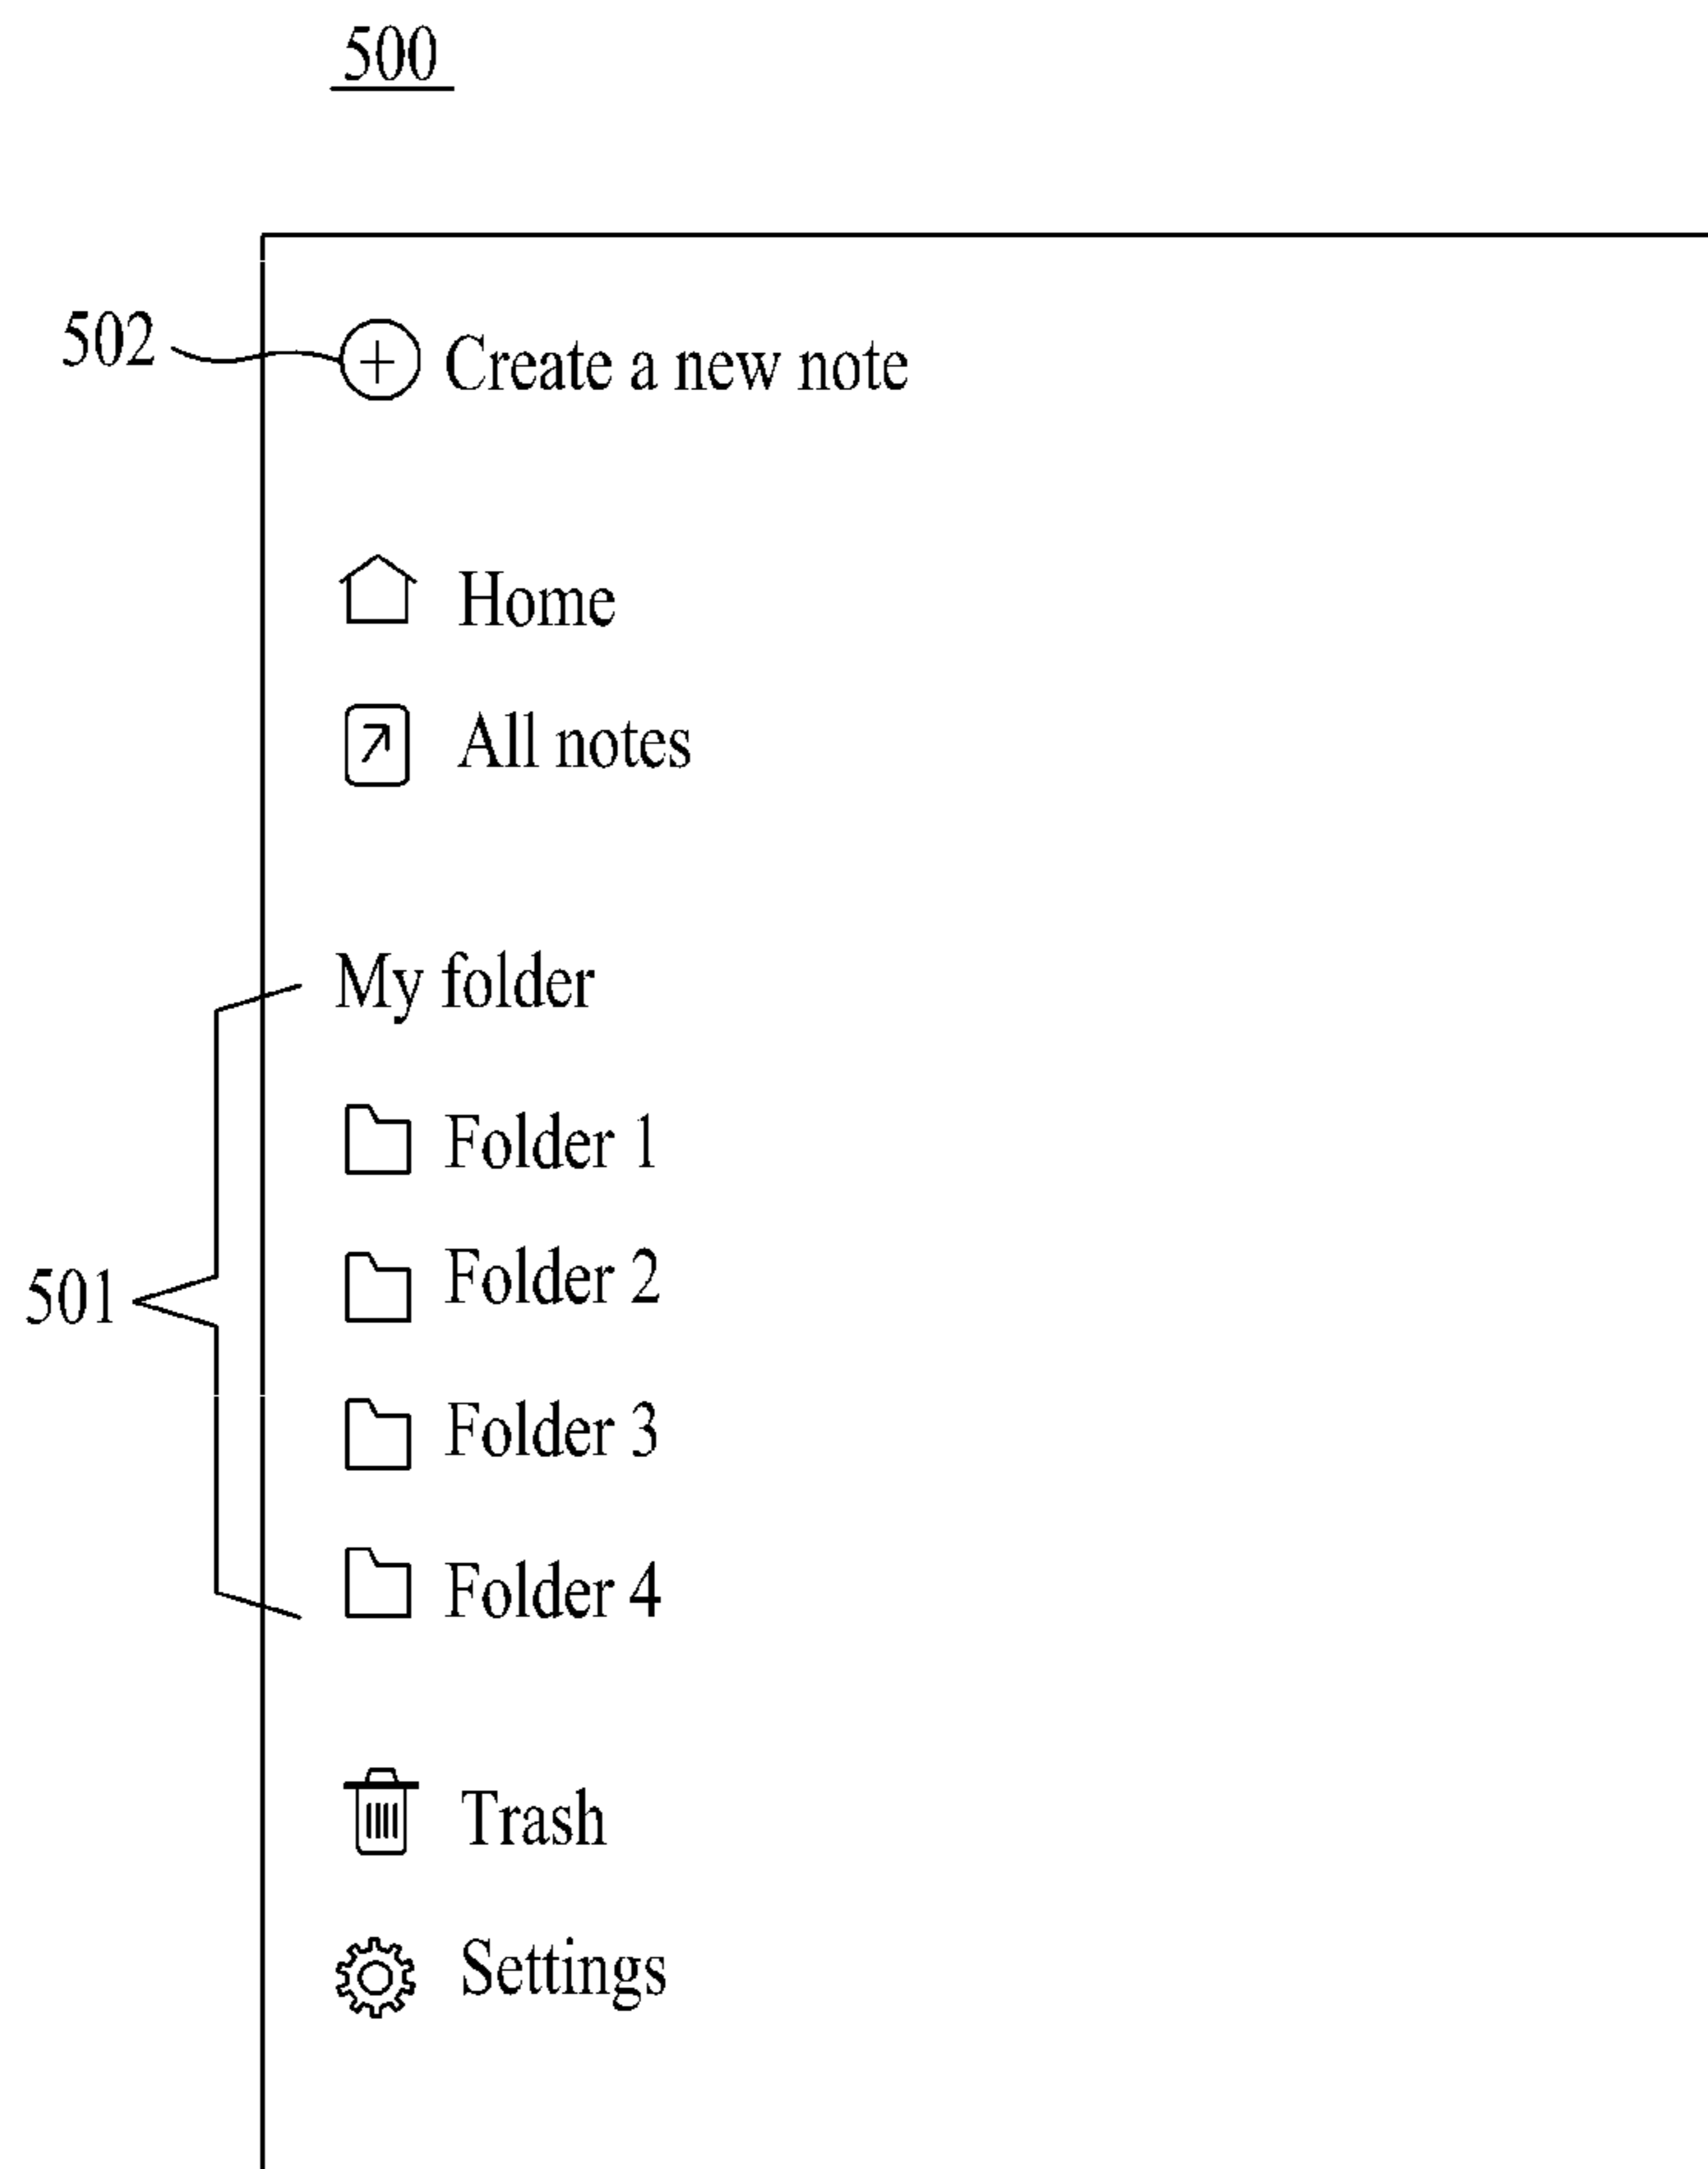 500
502
Create a new note
Home
All notes
My folder
Folder 1
Folder 2
501
Folder 3
Folder 4
Trash
Settings